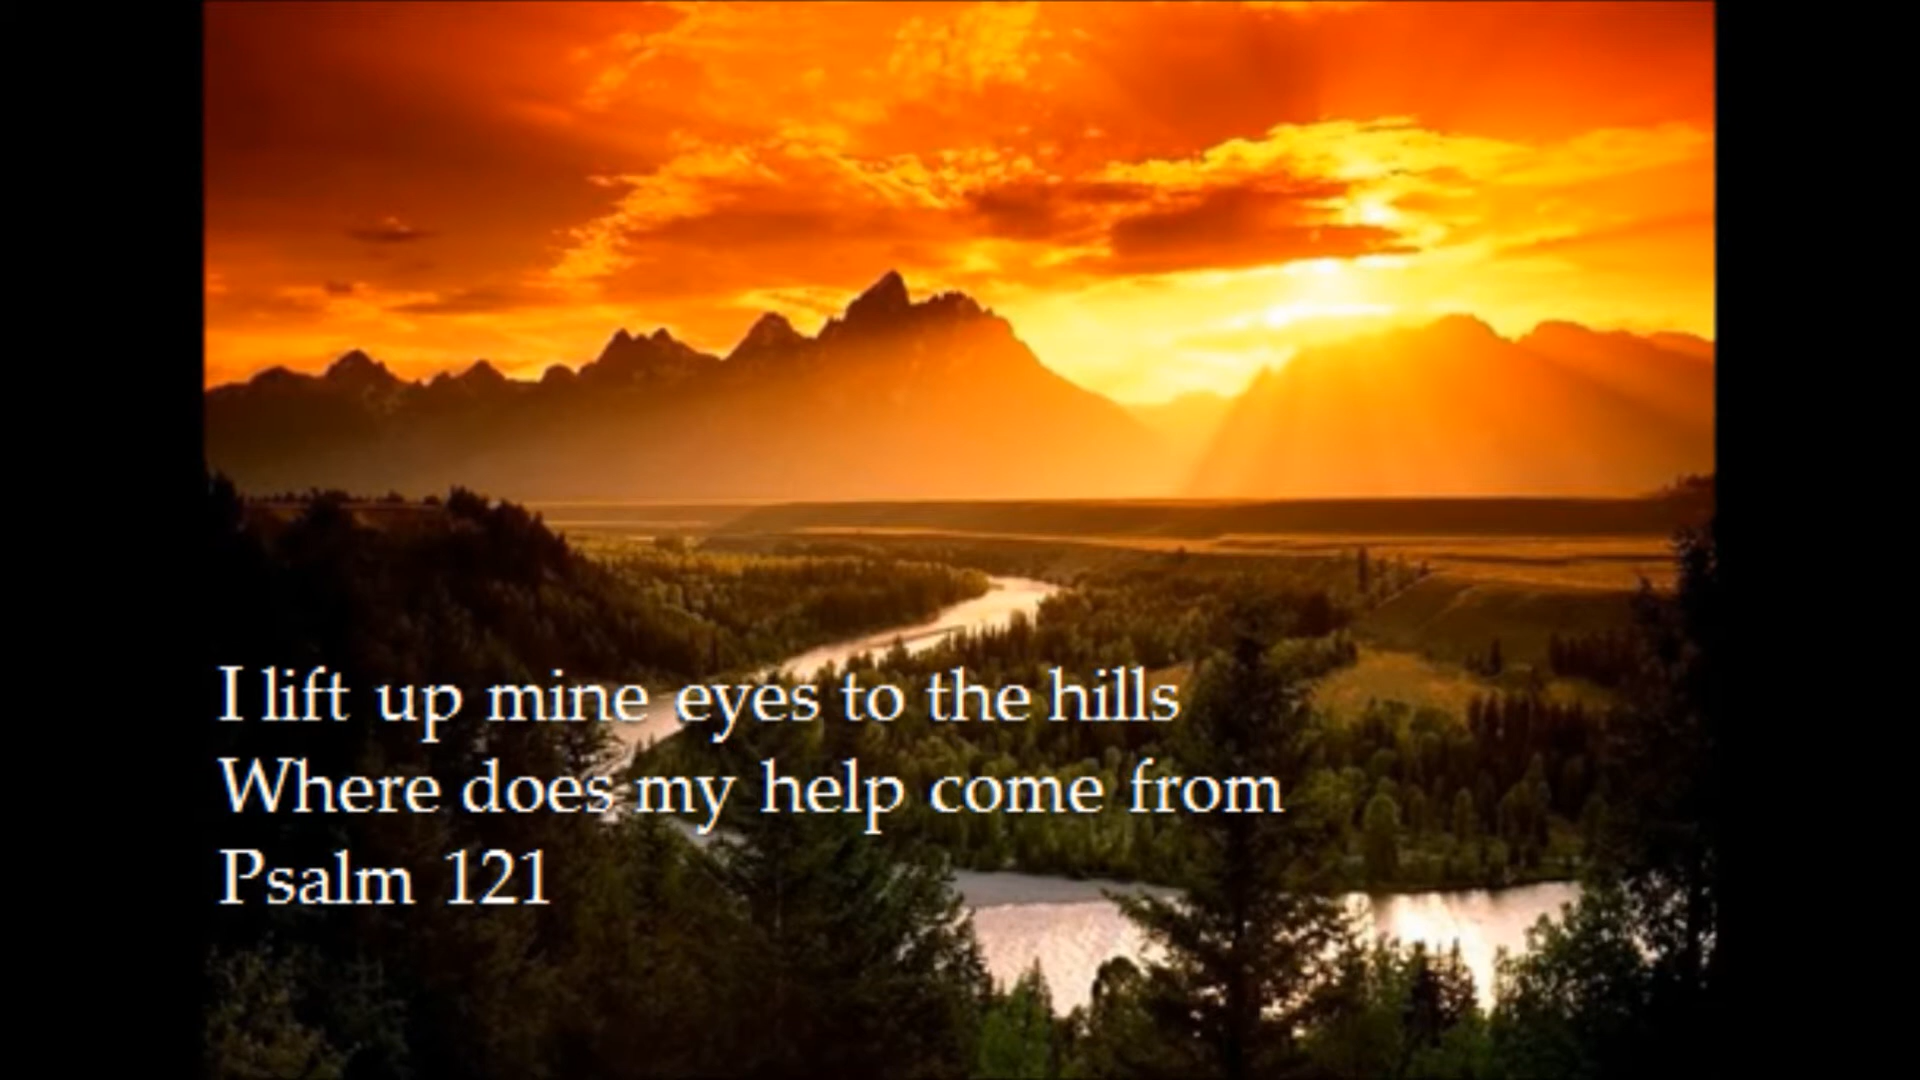 I lift up mine eyes to the hills
Where does my help come from
Psalm 121